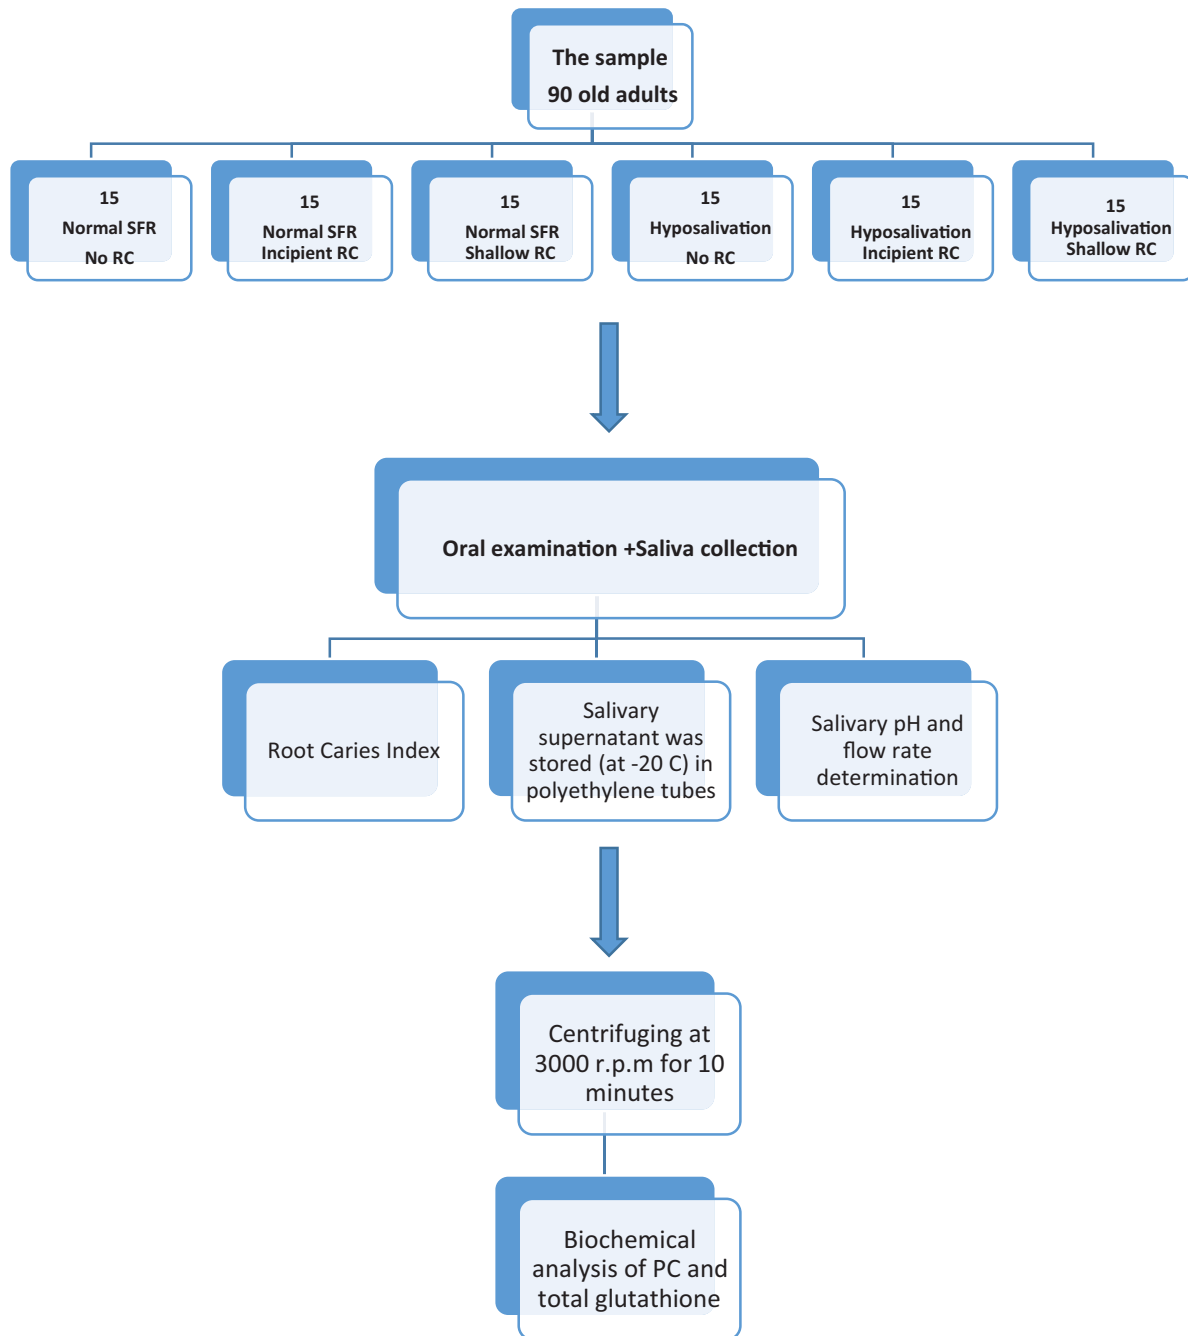 The sample
90 old adults
15
Normal SFR
No RC
15
Normal SFR
Incipient RC
15
Normal SFR
Shallow RC
15
Hyposalivation
No RC
15
Hyposalivation
Incipient RC
15
Hyposalivation
Shallow RC
Oral examination +Saliva collection
Root Caries Index
Salivary
supernatant was
stored (at -20 C) in
polyethylene tubes
Salivary pH and
flow rate
determination
Centrifuging at
3000 r.p.m for 10
minutes
Biochemical
analysis of PC and
total glutathione